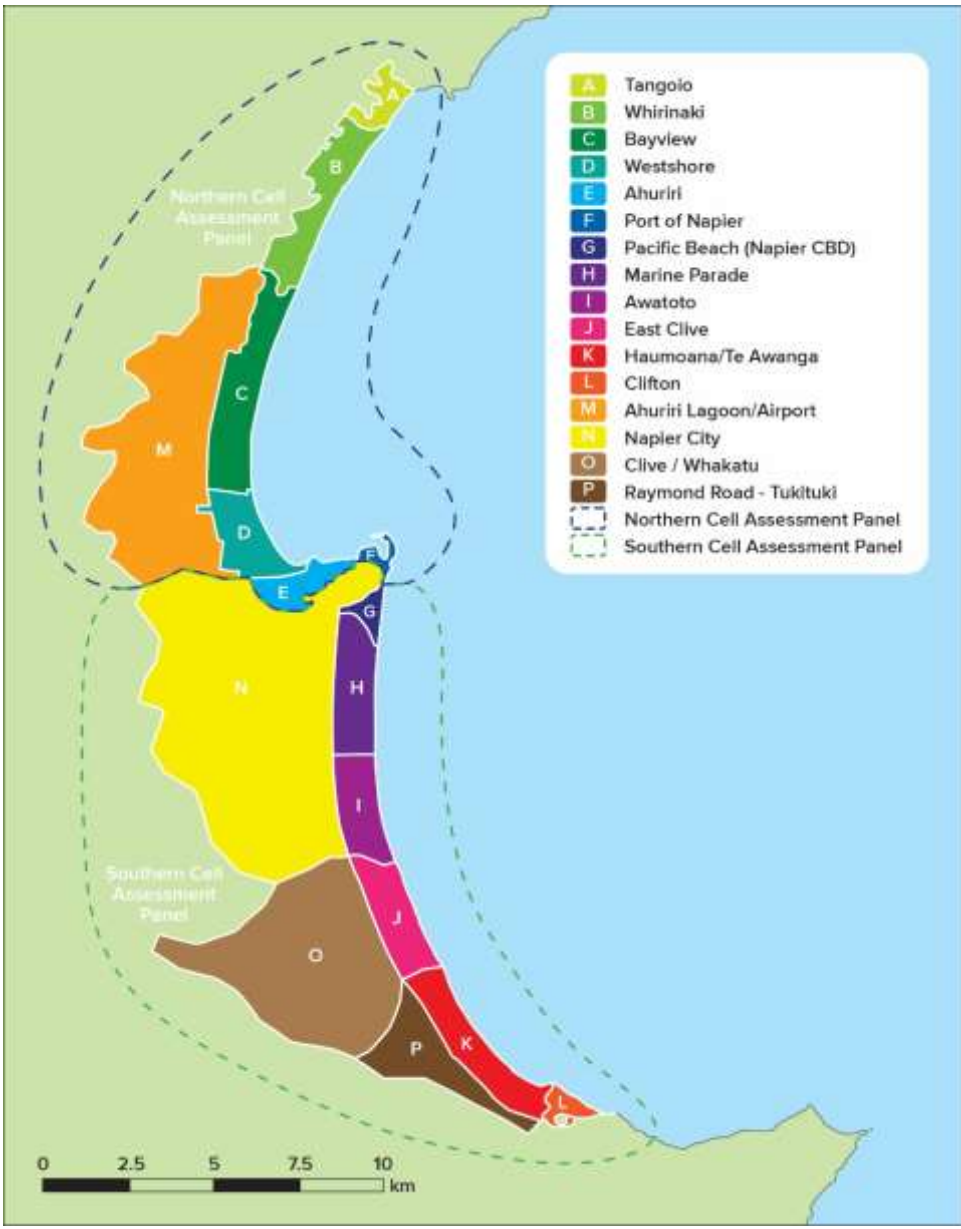 A Tangoio
B Whirinaki
C Bayview
D Westshore
E Ahuriri
F Port of Napier
G Pacific Beach (Napier CBD)
H Marine Parade
I Awatoto
J East Clive
K Haumoana/Te Awanga
L Clifton
M Ahuriri Lagoon/Airport
N Napier City
O Clive / Whakatu
P Raymond Road - Tukituki
Northern Cell Assessment Panel
Southern Cell Assessment Panel
A
B
Northern Cell
Assessment
Panel
C
M
D
F
E
G
N
H
I
Southern Cell
Assessment
Panel
J
O
K
P
L
0 2.5 5 7.5 10
km